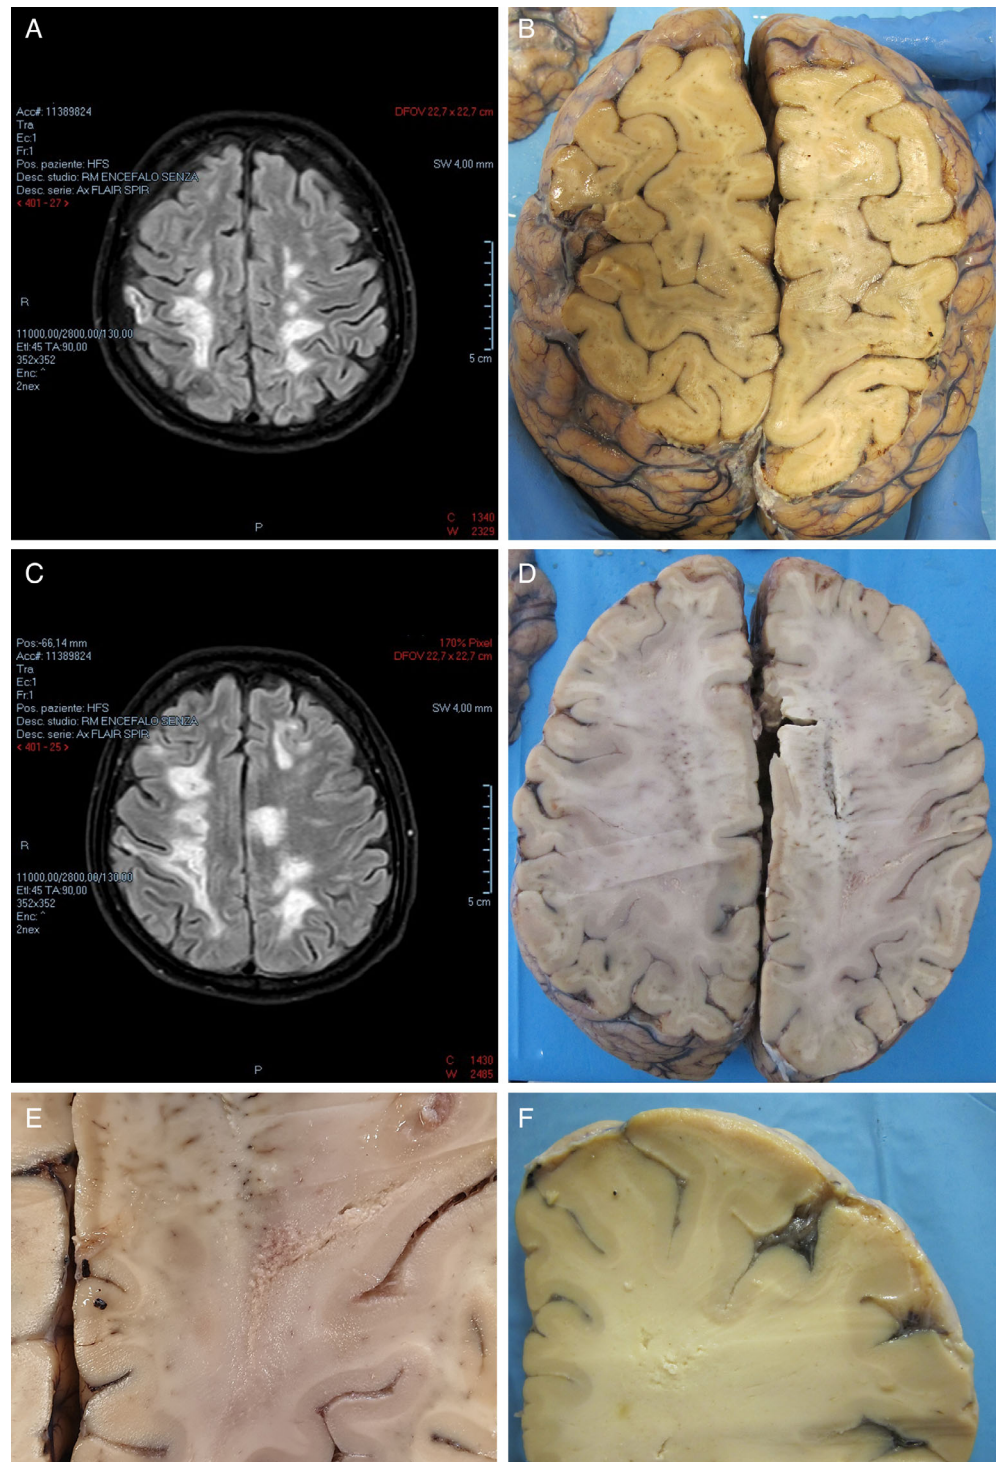 A
Acc#: 11389824
Tra
Ec:1
Fr:1
Pos. paziente: HFS
Desc. studio: RM ENCEFALO SENZA
Desc. serie: Ax FLAIR SPIR
< 401 - 27 >
DFOV 22,7 x 22,7 cm
SW 4,00 mm
R
11000,00/2800,00/130,00
Etl:45 TA:90,00
352x352
Enc: ^
2nex
5 cm
P
C 1340
W 2329
B
C
Pos:-66,14 mm
Acc#: 11389824
Tra
Ec:1
Fr:1
Pos. paziente: HFS
Desc. studio: RM ENCEFALO SENZA
Desc. serie: Ax FLAIR SPIR
< 401 - 25 >
170% Pixel
DFOV 22,7 x 22,7 cm
SW 4,00 mm
R
11000,00/2800,00/130,00
Etl:45 TA:90,00
352x352
Enc: ^
2nex
5 cm
P
C 1430
W 2485
D
E
F